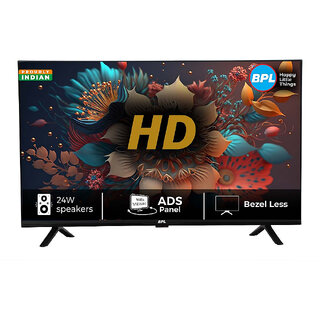 PROUDLY
INDIAN
BPL
Happy
Little
Things
HD
24W
speakers
ADS
Panel
Bezel Less
BPL